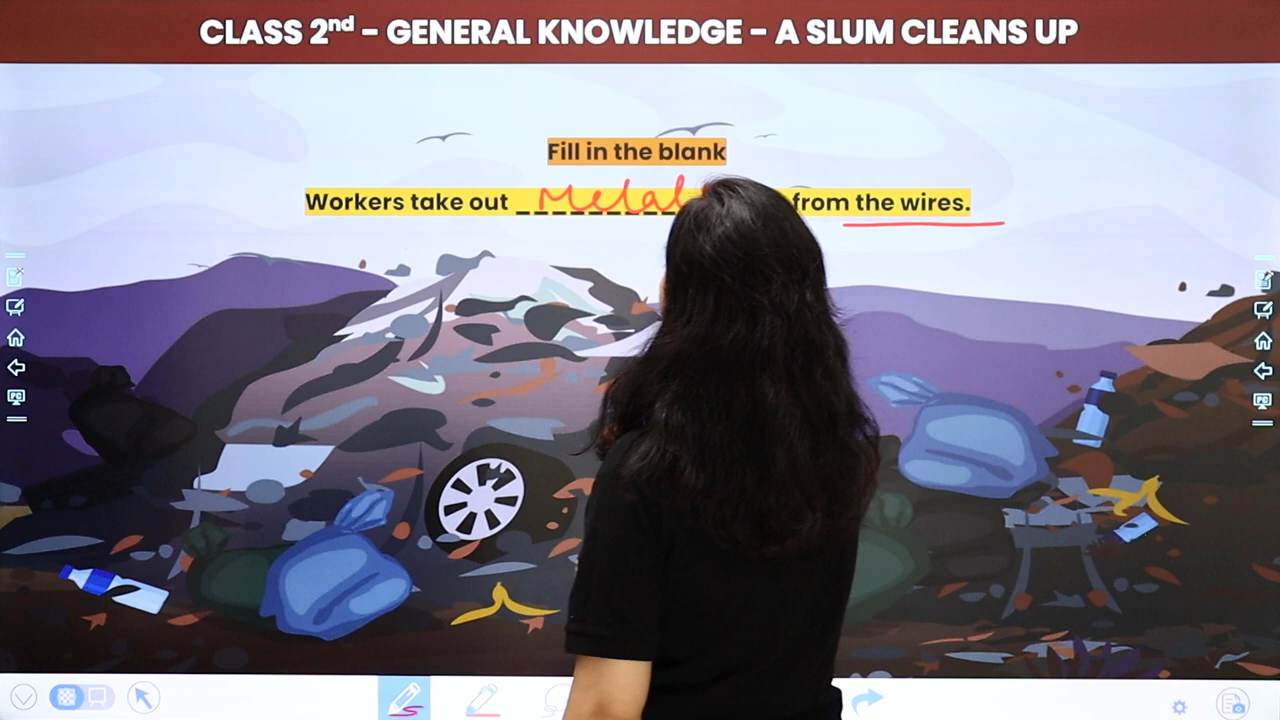 CLASS 2nd - GENERAL KNOWLEDGE - A SLUM CLEANS UP
Fill in the blank
Workers take out Metal from the wires.